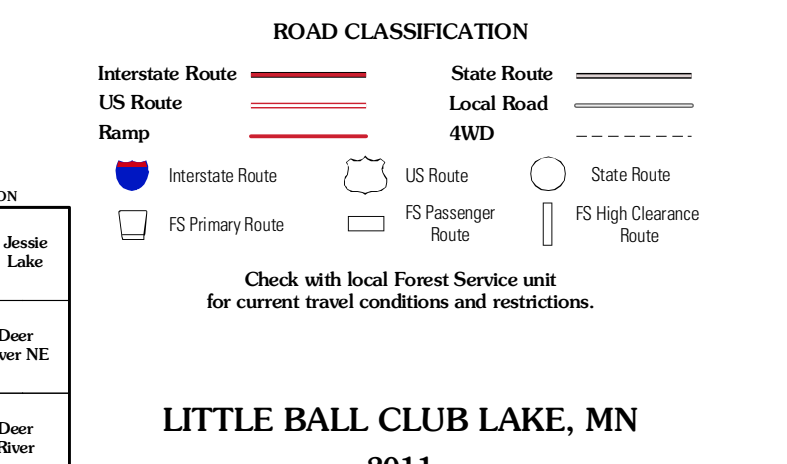 ROAD CLASSIFICATION
Interstate Route
State Route
US Route
Local Road
Ramp
4WD
Interstate Route
US Route
State Route
FS Primary Route
FS Passenger
Route
FS High Clearance
Route
Check with local Forest Service unit
for current travel conditions and restrictions.
Jessie
Lake
Deer
NE
Deer
River
LITTLE BALL CLUB LAKE, MN